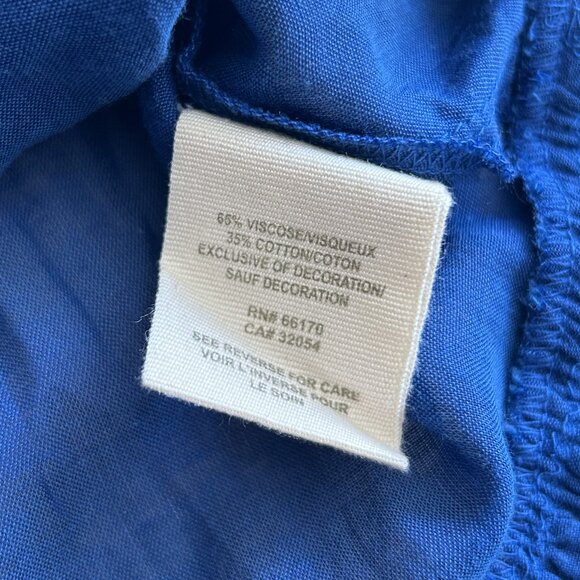 65% VISCOSE/VISQUEUX
35% COTTON/COTON
EXCLUSIVE OF DECORATION/
SAUF DECORATION
RN# 66170
CA# 32054
SEE REVERSE FOR CARE
VOIR L'INVERSE POUR
LE SOIN